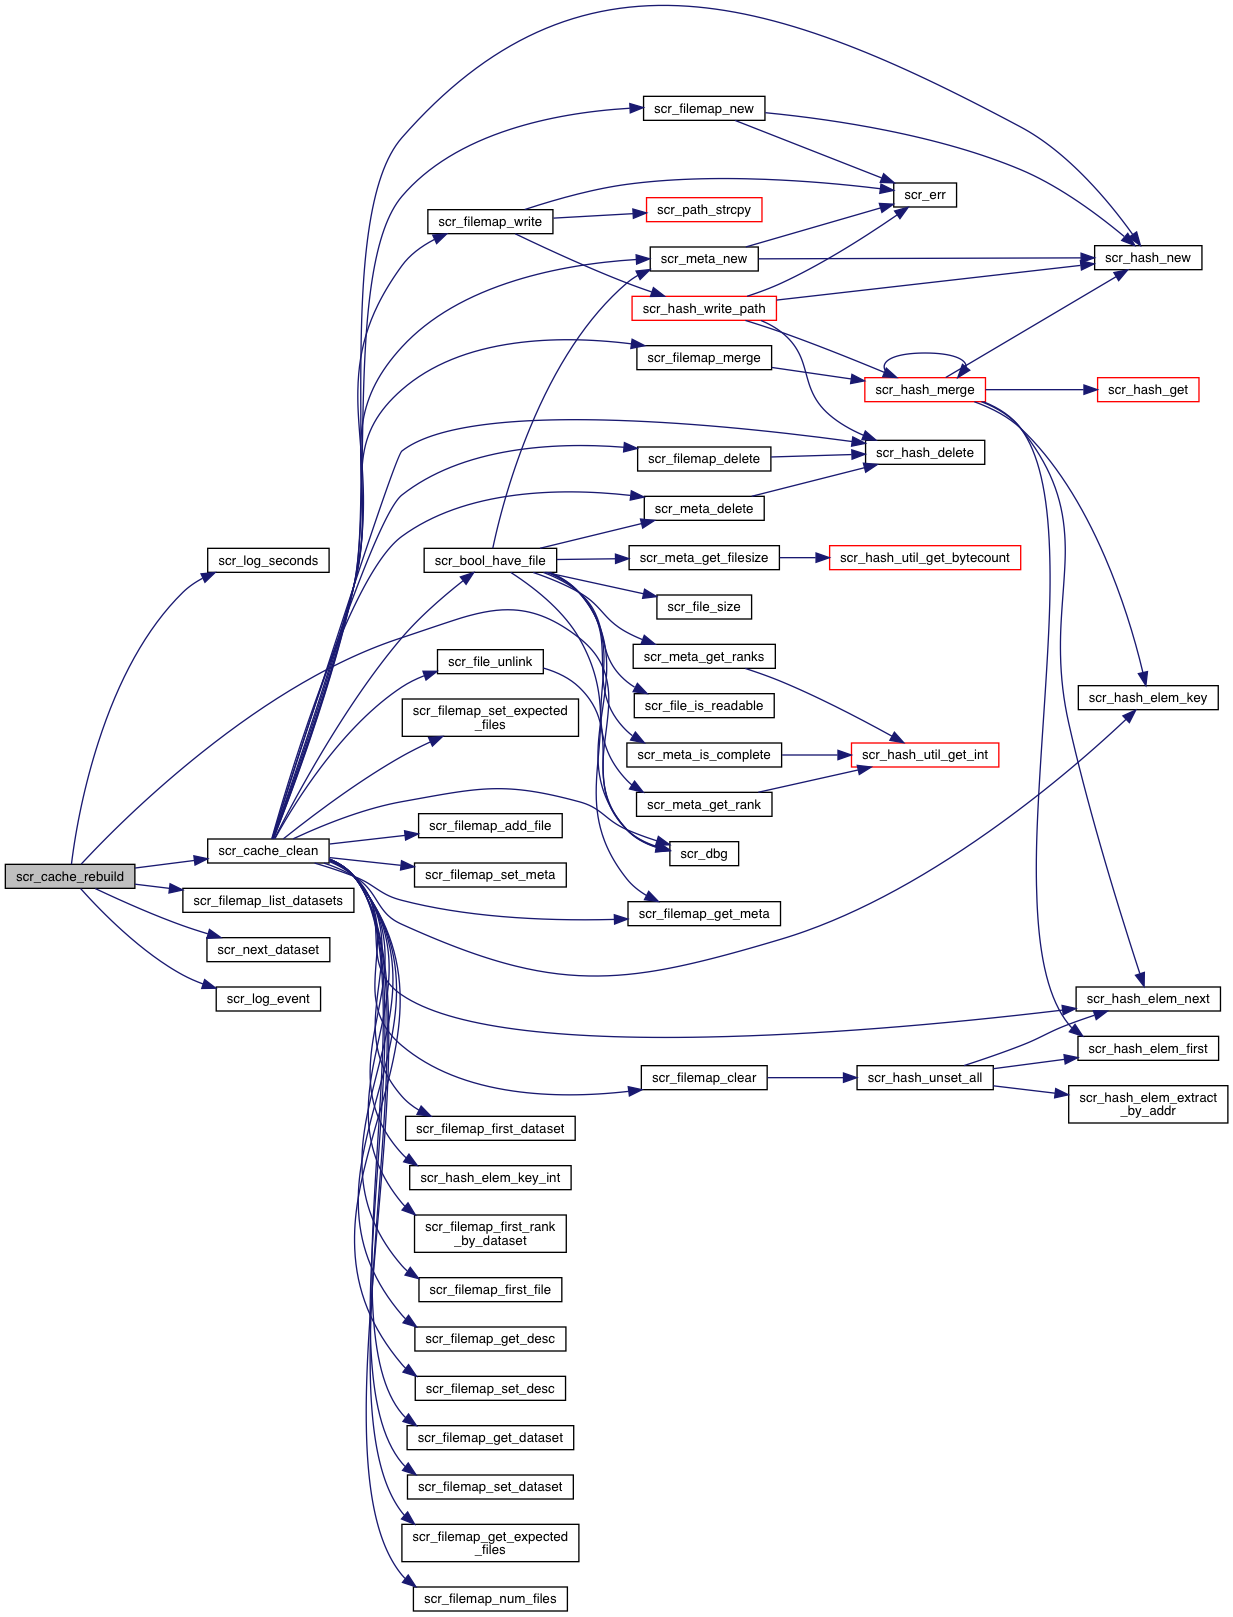 scr_filemap_new
scr_err
scr_path_strcpy
scr_filemap_write
scr_meta_new
scr_hash_new
scr_hash_write_path
scr_filemap_merge
scr_hash_merge
scr_hash_get
scr_filemap_delete
scr_hash_delete
scr_meta_delete
scr_log_seconds
scr_bool_have_file
scr_meta_get_filesize
scr_hash_util_get_bytecount
scr_file_size
scr_file_unlink
scr_meta_get_ranks
scr_hash_elem_key
scr_filemap_set_expected
_files
scr_file_is_readable
scr_meta_is_complete
scr_hash_util_get_int
scr_meta_get_rank
scr_filemap_add_file
scr_cache_clean
scr_dbg
scr_cache_rebuild
scr_filemap_set_meta
scr_filemap_list_datasets
scr_filemap_get_meta
scr_next_dataset
scr_log_event
scr_hash_elem_next
scr_hash_elem_first
scr_filemap_clear
scr_hash_unset_all
scr_hash_elem_extract
_by_addr
scr_filemap_first_dataset
scr_hash_elem_key_int
scr_filemap_first_rank
_by_dataset
scr_filemap_first_file
scr_filemap_get_desc
scr_filemap_set_desc
scr_filemap_get_dataset
scr_filemap_set_dataset
scr_filemap_get_expected
_files
scr_filemap_num_files